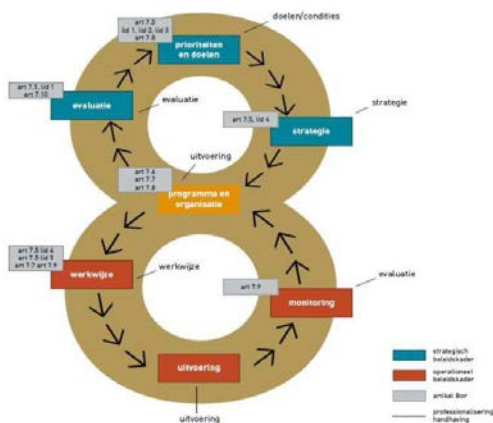 doelen/condities
art 7.2
lid 1, lid 2, lid 3
art 7.8
prioriteiten
en doelen
art 7.3, lid 1
art 7.10
evaluatie
evaluatie
art 7.5, lid 4
strategie
strategie
uitvoering
art 7.6
art 7.7
art 7.8
programma en
organisatie
art 7.5 lid 4
art 7.5 lid 5
art 7.7 art 7.9
werkwijze
werkwijze
evaluatie
art 7.9
monitoring
uitvoering
uitvoering
strategisch
beleidskader
operationeel
beleidskader
artikel Bor
professionalisering
handhaving